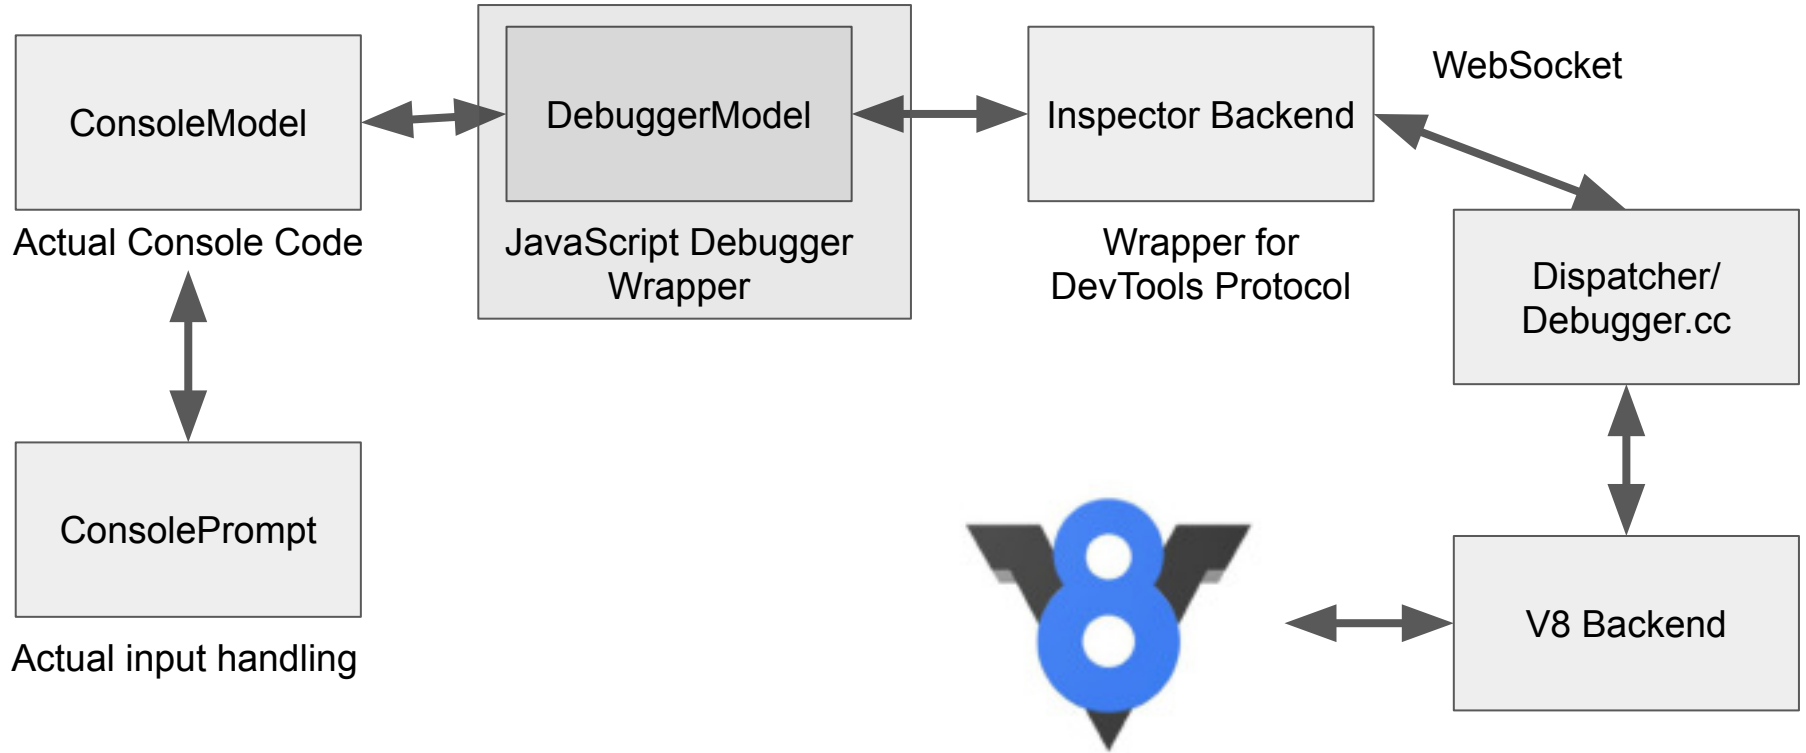 ConsoleModel
Actual Console Code
DebuggerModel
JavaScript Debugger
Wrapper
Inspector Backend
Wrapper for
DevTools Protocol
WebSocket
Dispatcher/
Debugger.cc
ConsolePrompt
Actual input handling
V8
V8 Backend